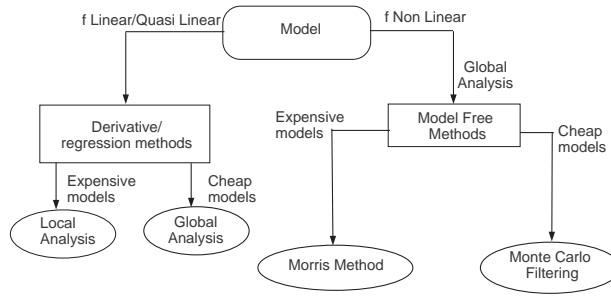 f Linear/Quasi Linear
Model
f Non Linear
Global
Analysis
Derivative/
regression methods
Expensive
models
Model Free
Methods
Cheap
models
Expensive
models
Cheap
models
Local
Analysis
Global
Analysis
Morris Method
Monte Carlo
Filtering